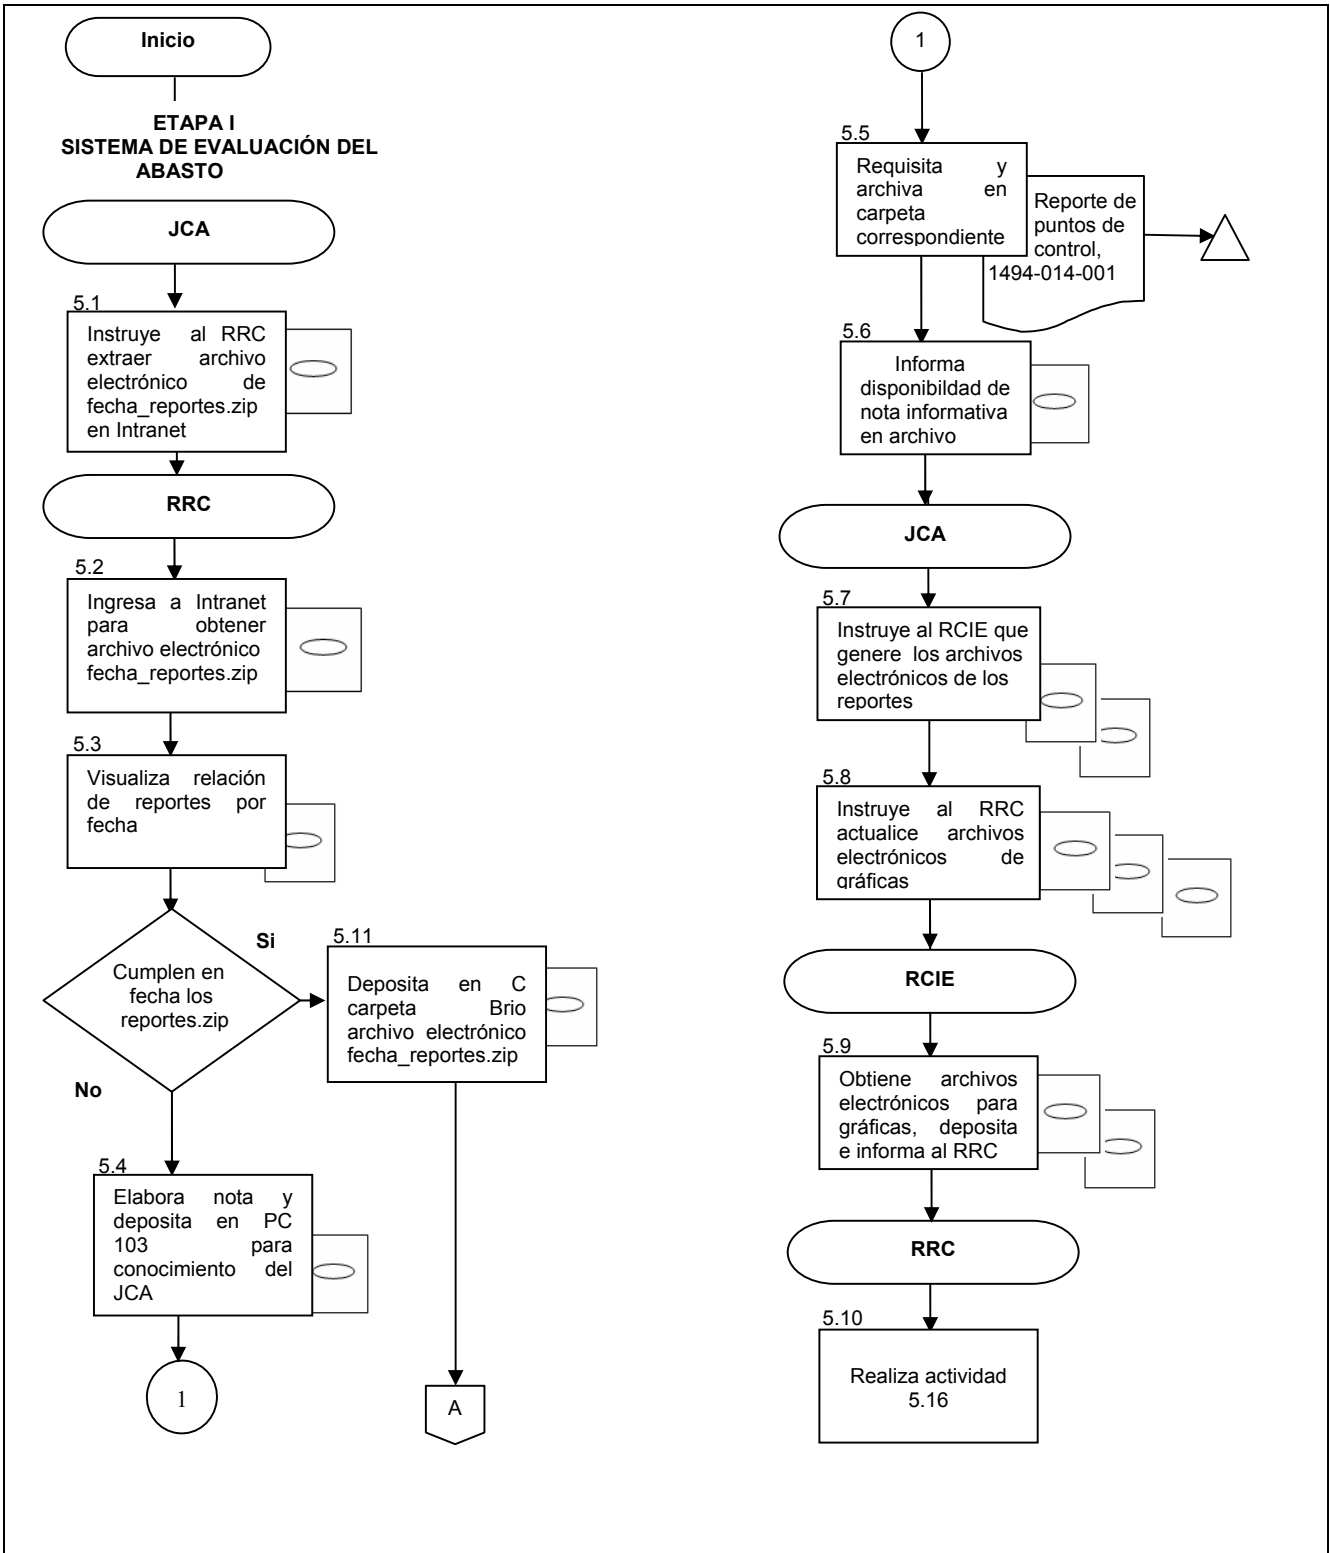 Inicio
ETAPA I
SISTEMA DE EVALUACIÓN DEL
ABASTO
JCA
5.1
Instruye al RRC
extraer archivo
electrónico de
fecha_reportes.zip
en Intranet
RRC
5.2
Ingresa a Intranet
para obtener
archivo electrónico
fecha_reportes.zip
5.3
Visualiza relación
de reportes por
fecha
Cumplen en
fecha los
reportes.zip
Si
No
5.11
Deposita en C
carpeta Brio
archivo electrónico
fecha_reportes.zip
5.4
Elabora nota y
deposita en PC
103 para
conocimiento del
JCA
1
A
1
5.5
Requisita y
archiva en
carpeta
correspondiente
Reporte de
puntos de
control,
1494-014-001
5.6
Informa
disponibildad de
nota informativa
en archivo
JCA
5.7
Instruye al RCIE que
genere los archivos
electrónicos de los
reportes
5.8
Instruye al RRC
actualice archivos
electrónicos de
gráficas
RCIE
5.9
Obtiene archivos
electrónicos para
gráficas, deposita
e informa al RRC
RRC
5.10
Realiza actividad
5.16